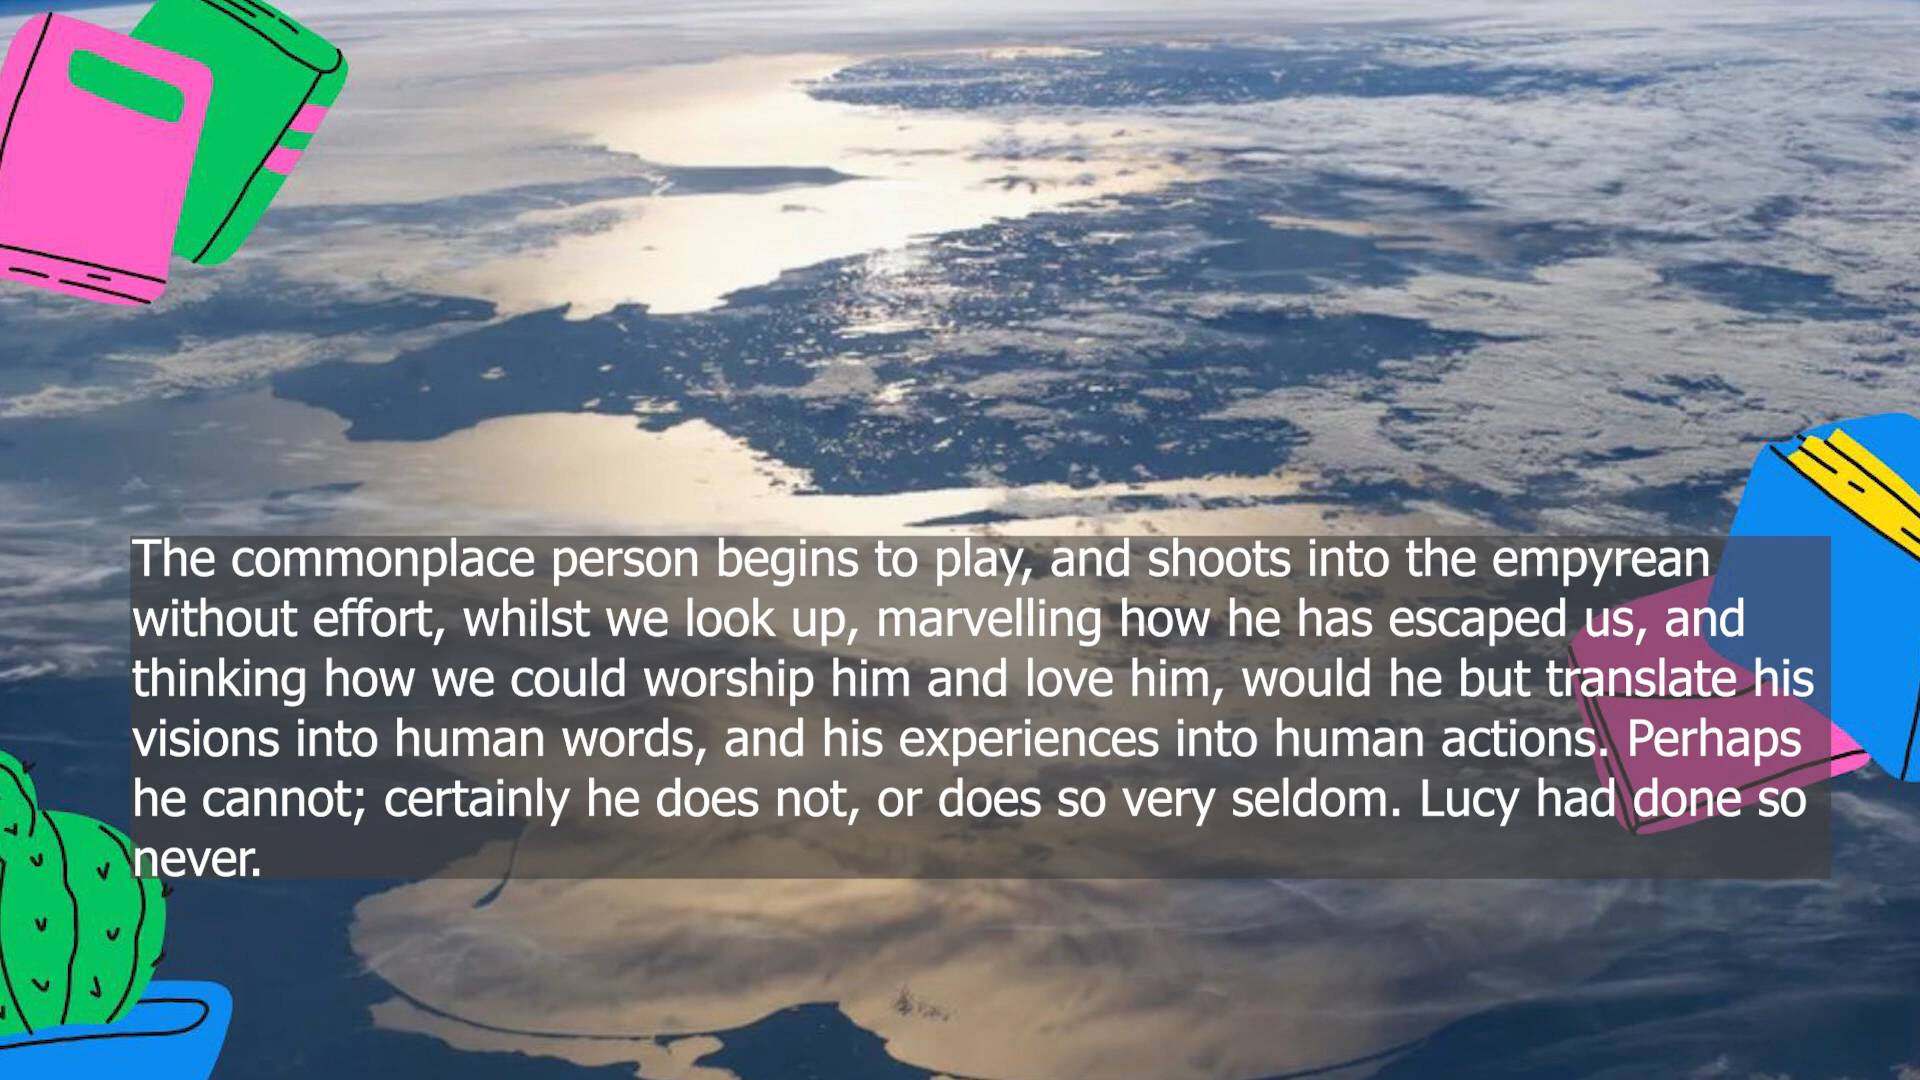 The commonplace person begins to play, and shoots into the empyrean
without effort, whilst we look up, marvelling how he has escaped us, and
thinking how we could worship him and love him, would he but translate his
visions into human words, and his experiences into human actions. Perhaps
he cannot; certainly he does not, or does so very seldom. Lucy had done so
never.